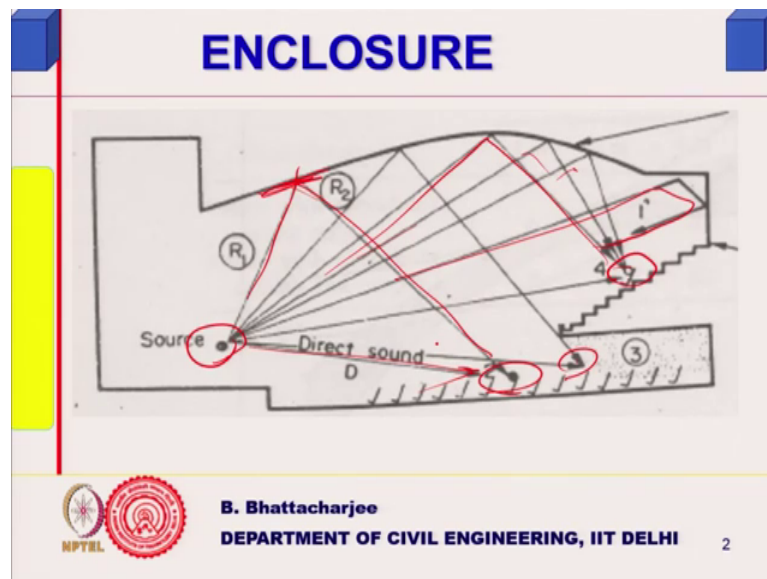 ENCLOSURE
R2
R1
1'
4
Source
Direct sound
D
3
NPTEL
B. Bhattacharjee
DEPARTMENT OF CIVIL ENGINEERING, IIT DELHI
2